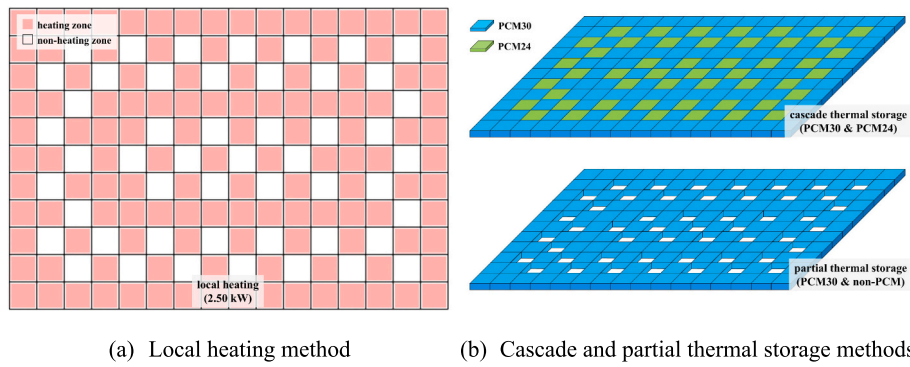 heating zone
non-heating zone
local heating
(2.50 kW)
PCM30
PCM24
cascade thermal storage
(PCM30 & PCM24)
partial thermal storage
(PCM30 & non-PCM)
(a) Local heating method
(b) Cascade and partial thermal storage methods